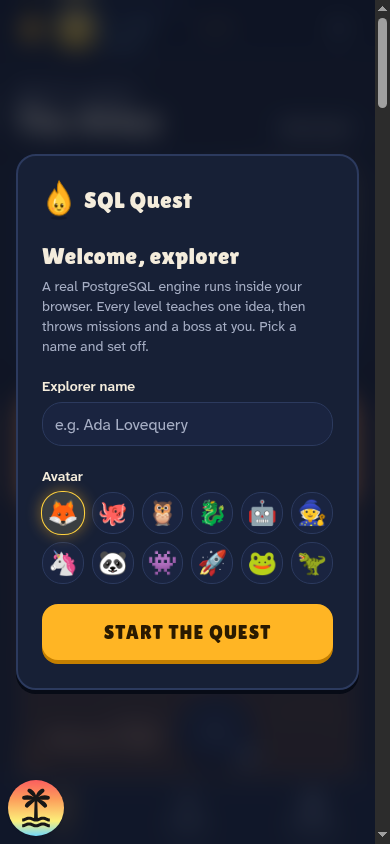 SQL Quest
Welcome, explorer
A real PostgreSQL engine runs inside your
browser. Every level teaches one idea, then
throws missions and a boss at you. Pick a
name and set off.
Explorer name
e.g. Ada Lovequery
Avatar
START THE QUEST